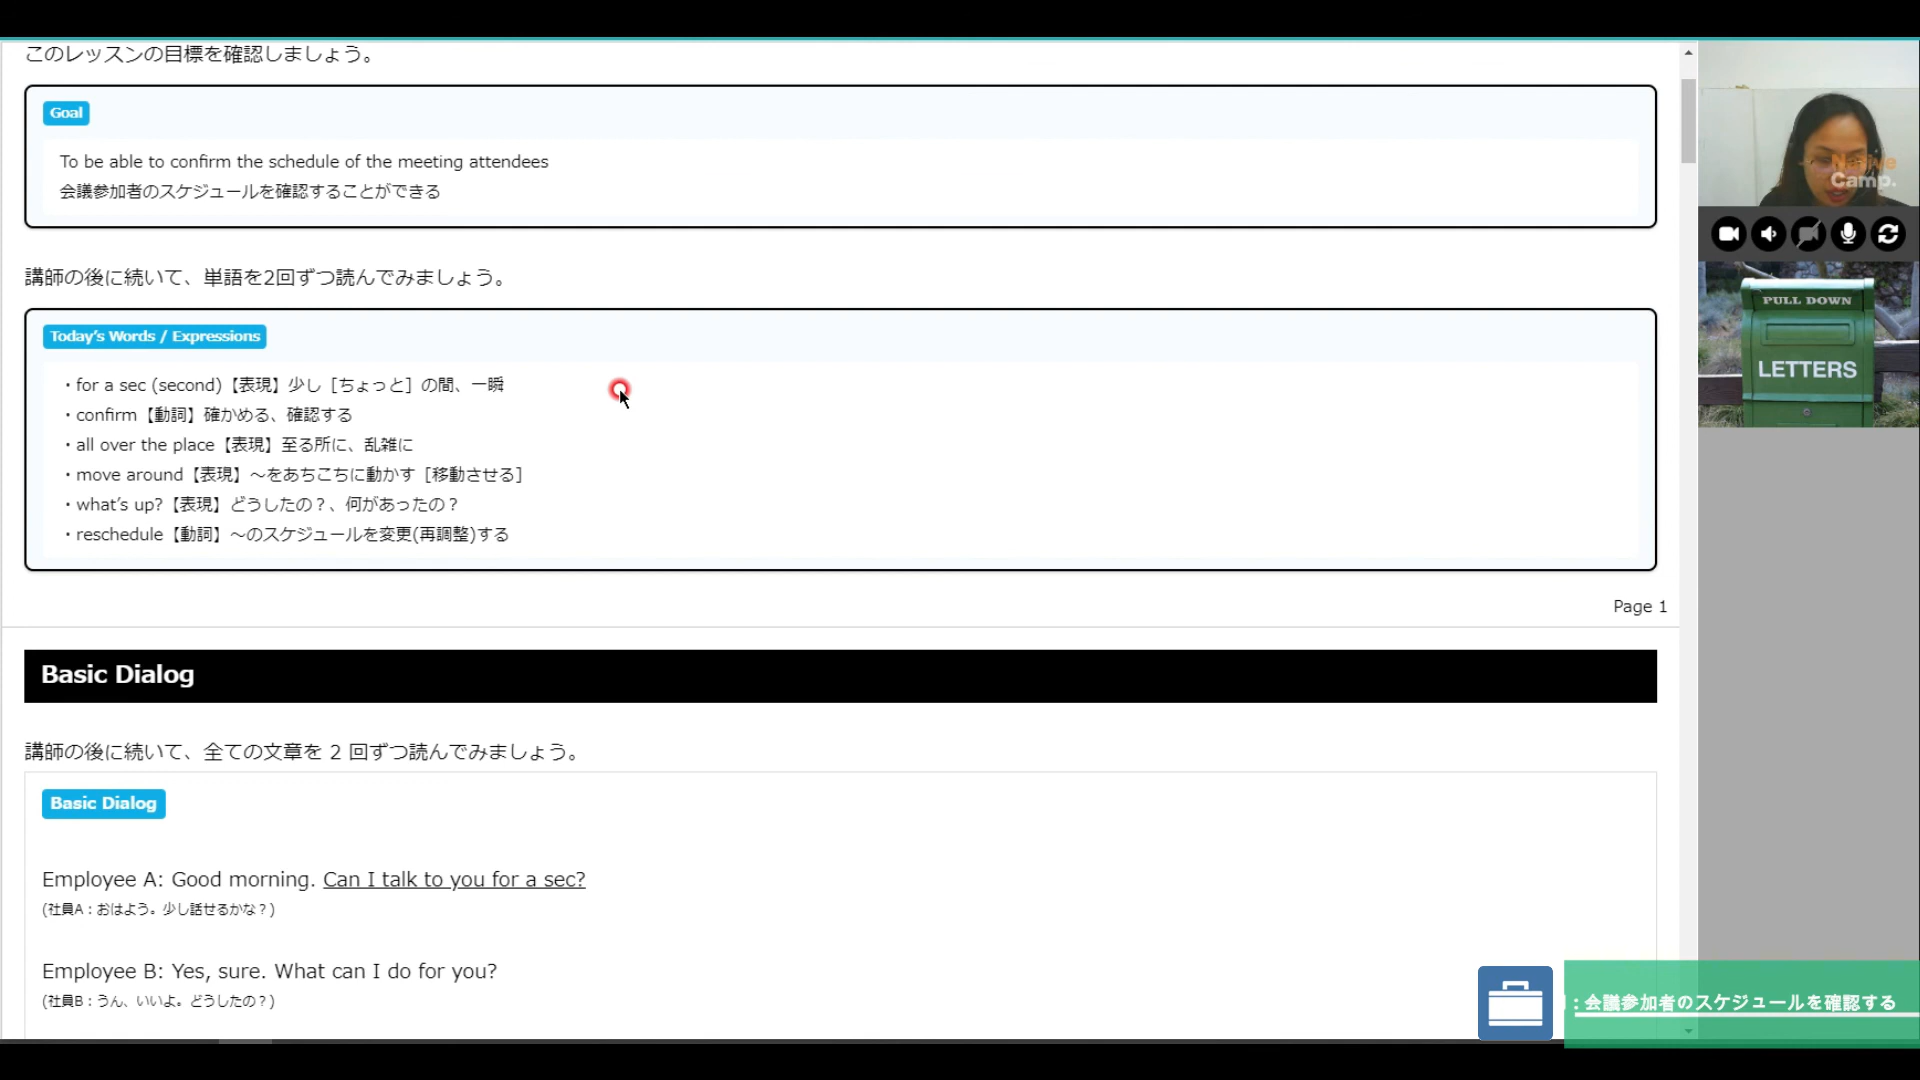 このレッスンの目標を確認しましょう。
Goal
To be able to confirm the schedule of the meeting attendees
会議参加者のスケジュールを確認することができる
講師の後に続いて、単語を2回ずつ読んでみましょう。
Today's Words / Expressions
・for a sec (second)【表現】少し［ちょっと］の間、一瞬
・confirm【動詞】確かめる、確認する
・all over the place【表現】至る所に、乱雑に
・move around【表現】～をあちこちに動かす［移動させる］
・what's up?【表現】どうしたの？、何があったの？
・reschedule【動詞】～のスケジュールを変更(再調整)する
Page 1
Basic Dialog
講師の後に続いて、全ての文章を 2 回ずつ読んでみましょう。
Basic Dialog
Employee A: Good morning. Can I talk to you for a sec?
(社員A：おはよう。少し話せるかな？)
Employee B: Yes, sure. What can I do for you?
(社員B：うん、いいよ。どうしたの？)
Native
Camp.
PULL DOWN
LETTERS
：会議参加者のスケジュールを確認する